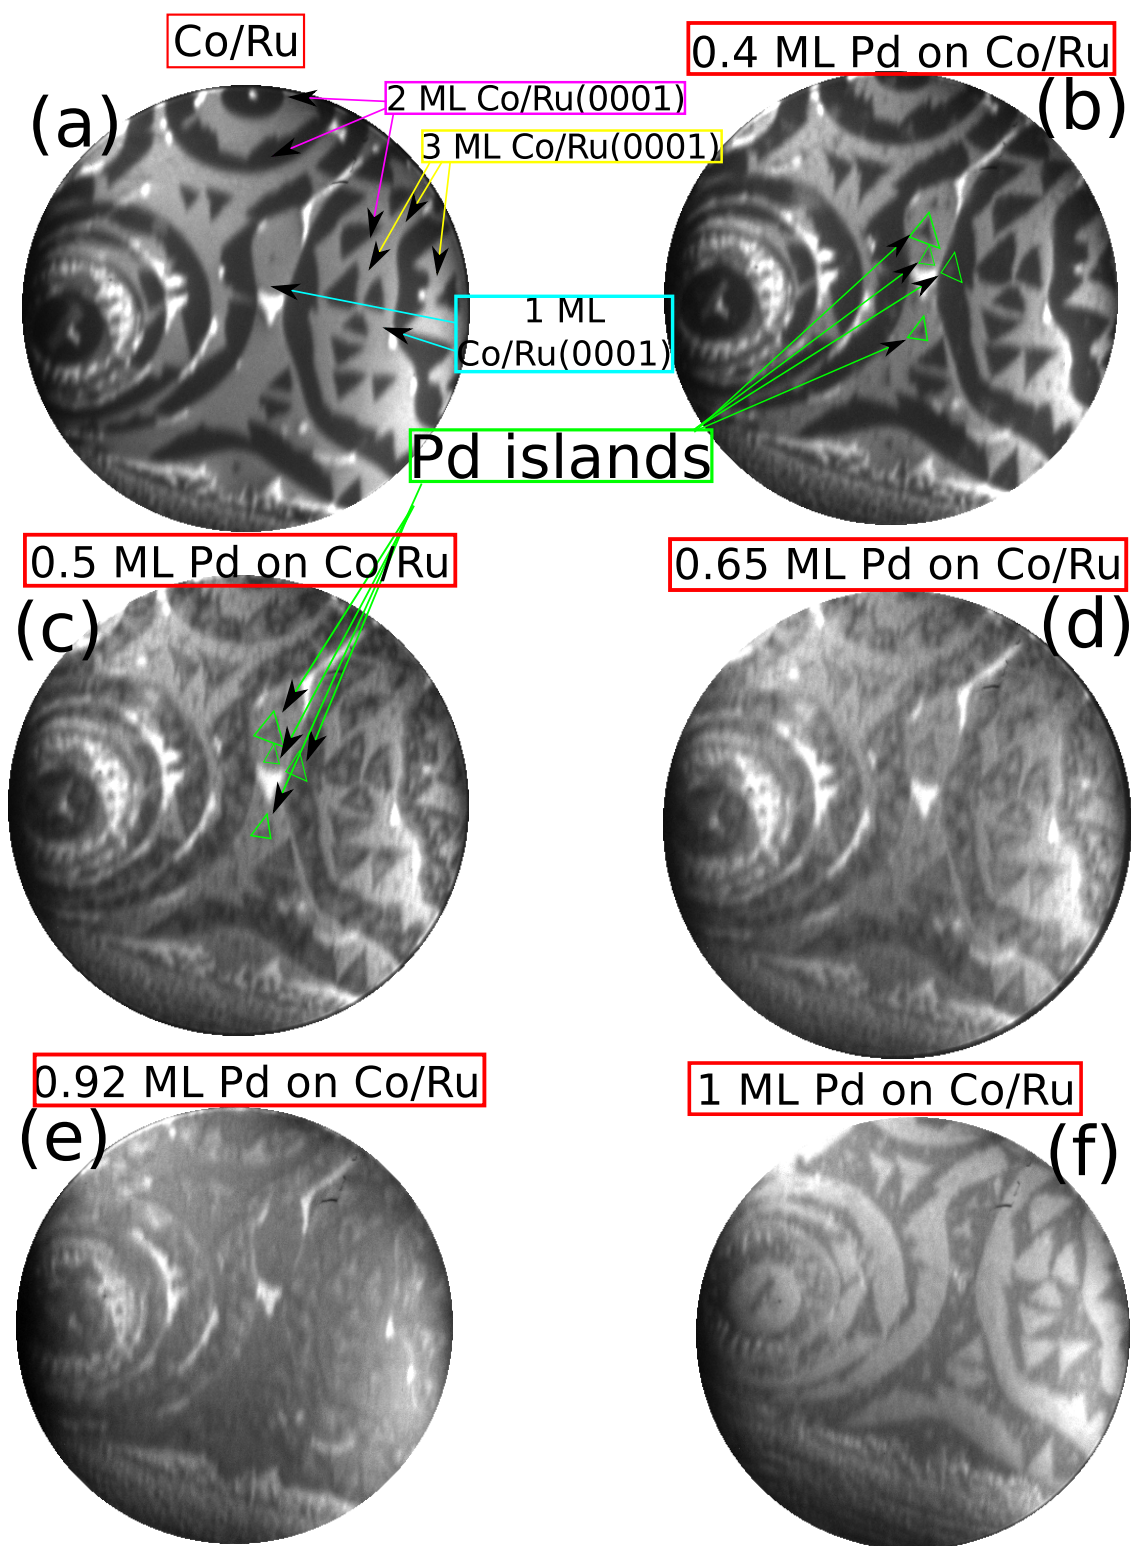 Co/Ru
0.4 ML Pd on Co/Ru
(a)
2 ML Co/Ru(0001)
(b)
3 ML Co/Ru(0001)
1 ML
Co/Ru(0001)
Pd islands
0.5 ML Pd on Co/Ru
0.65 ML Pd on Co/Ru
(c)
(d)
0.92 ML Pd on Co/Ru
1 ML Pd on Co/Ru
(e)
(f)